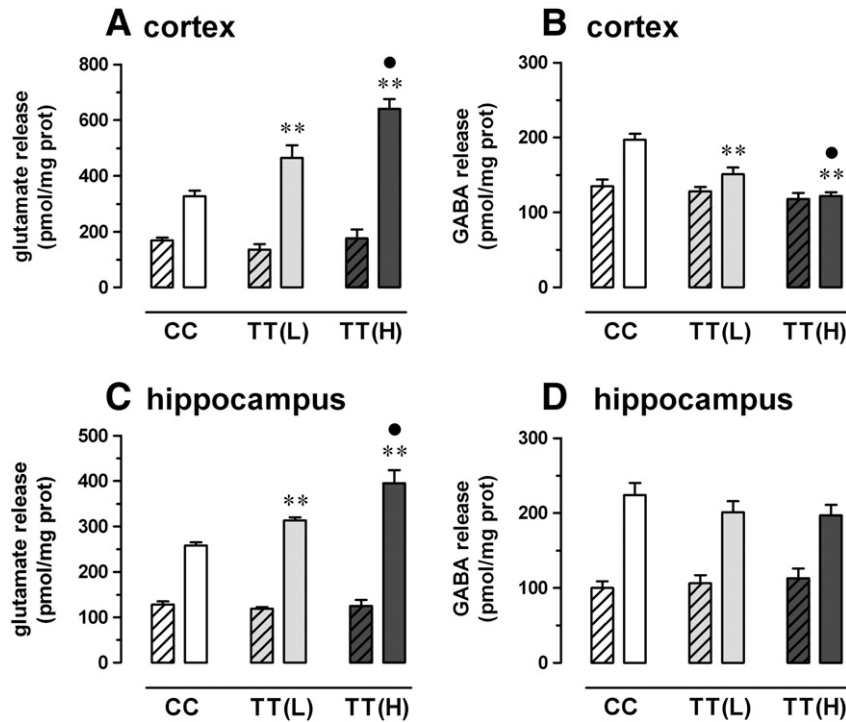 A cortex
glutamate release
(pmol/mg prot)
800
600
400
200
0
**
●
**
CC TT(L) TT(H)
B cortex
GABA release
(pmol/mg prot)
300
200
100
0
**
●
**
CC TT(L) TT(H)
C hippocampus
glutamate release
(pmol/mg prot)
500
400
300
200
100
0
**
●
**
CC TT(L) TT(H)
D hippocampus
GABA release
(pmol/mg prot)
300
200
100
0
CC TT(L) TT(H)